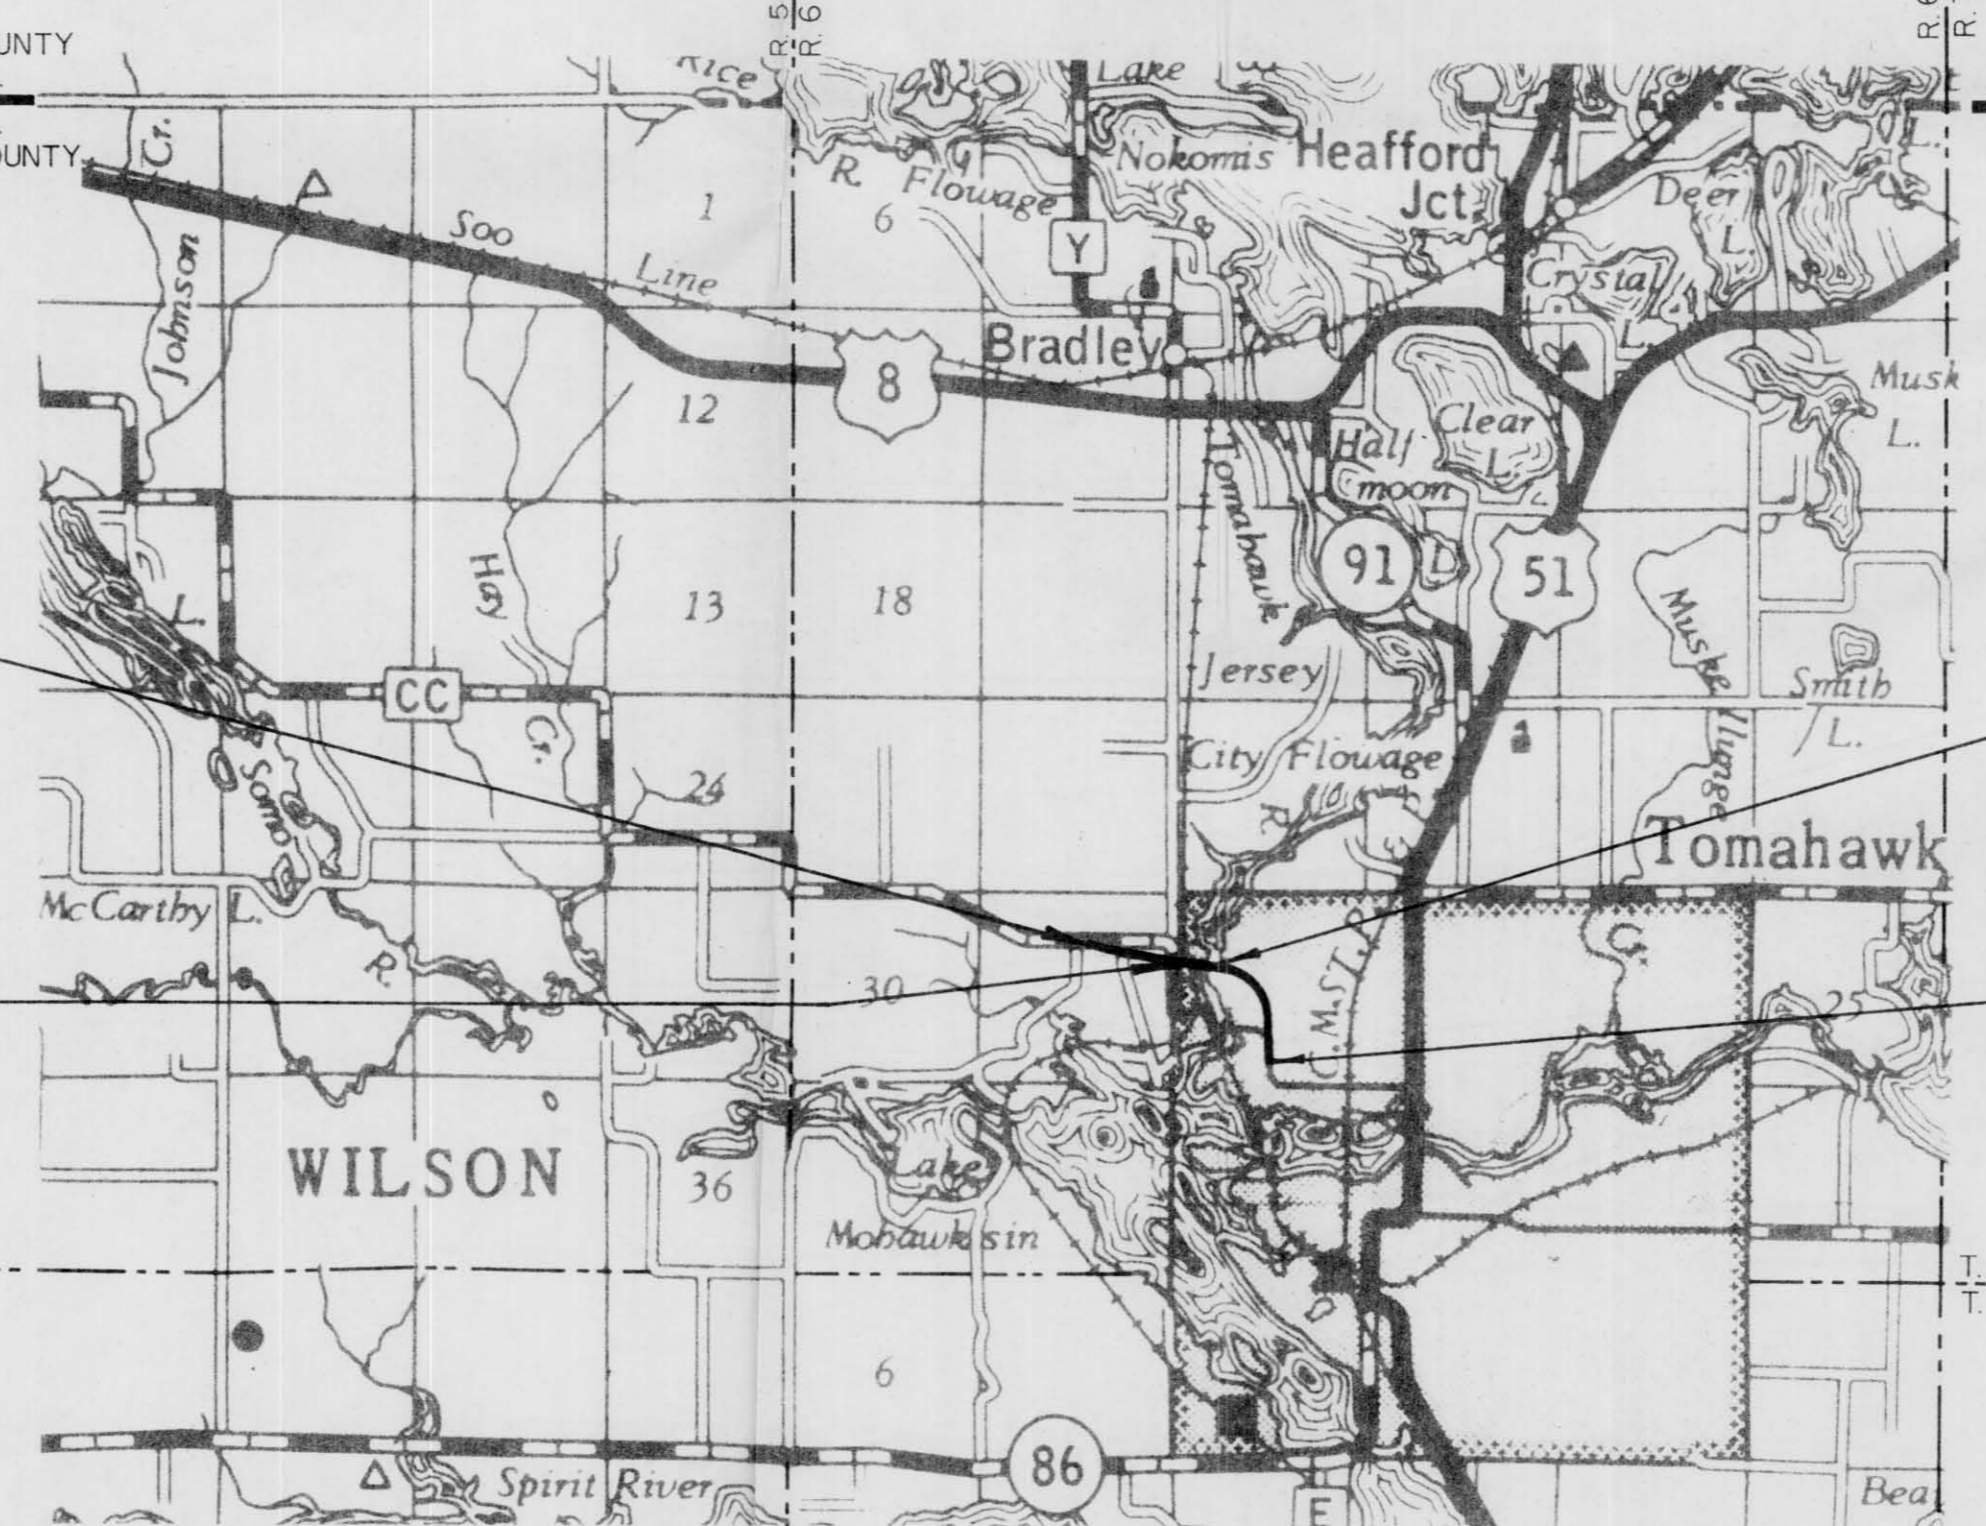 UNTY
OUNTY
R. 5
R. 6
R. 6
R.
Rice
Lake
Cr.
Johnson
Soo
Line
1
R. Flowage
6
Nokomis
Heafford
Jct.
Y
Deer
L.
L.
Crystal
L.
Bradley
8
12
Clear
L.
Half
moon
L
Musk
L.
Tomahawk
91
51
Hay
Cr.
13
18
L.
Jersey
City Flowage
R
Muskellunge
Cr.
Smith
L.
CC
Somo
R.
24
Tomahawk
McCarthy L.
30
C.M.ST.P.
25
WILSON
36
Lake
Mohawksin
T.
T.
6
86
Spirit River
E
Bea